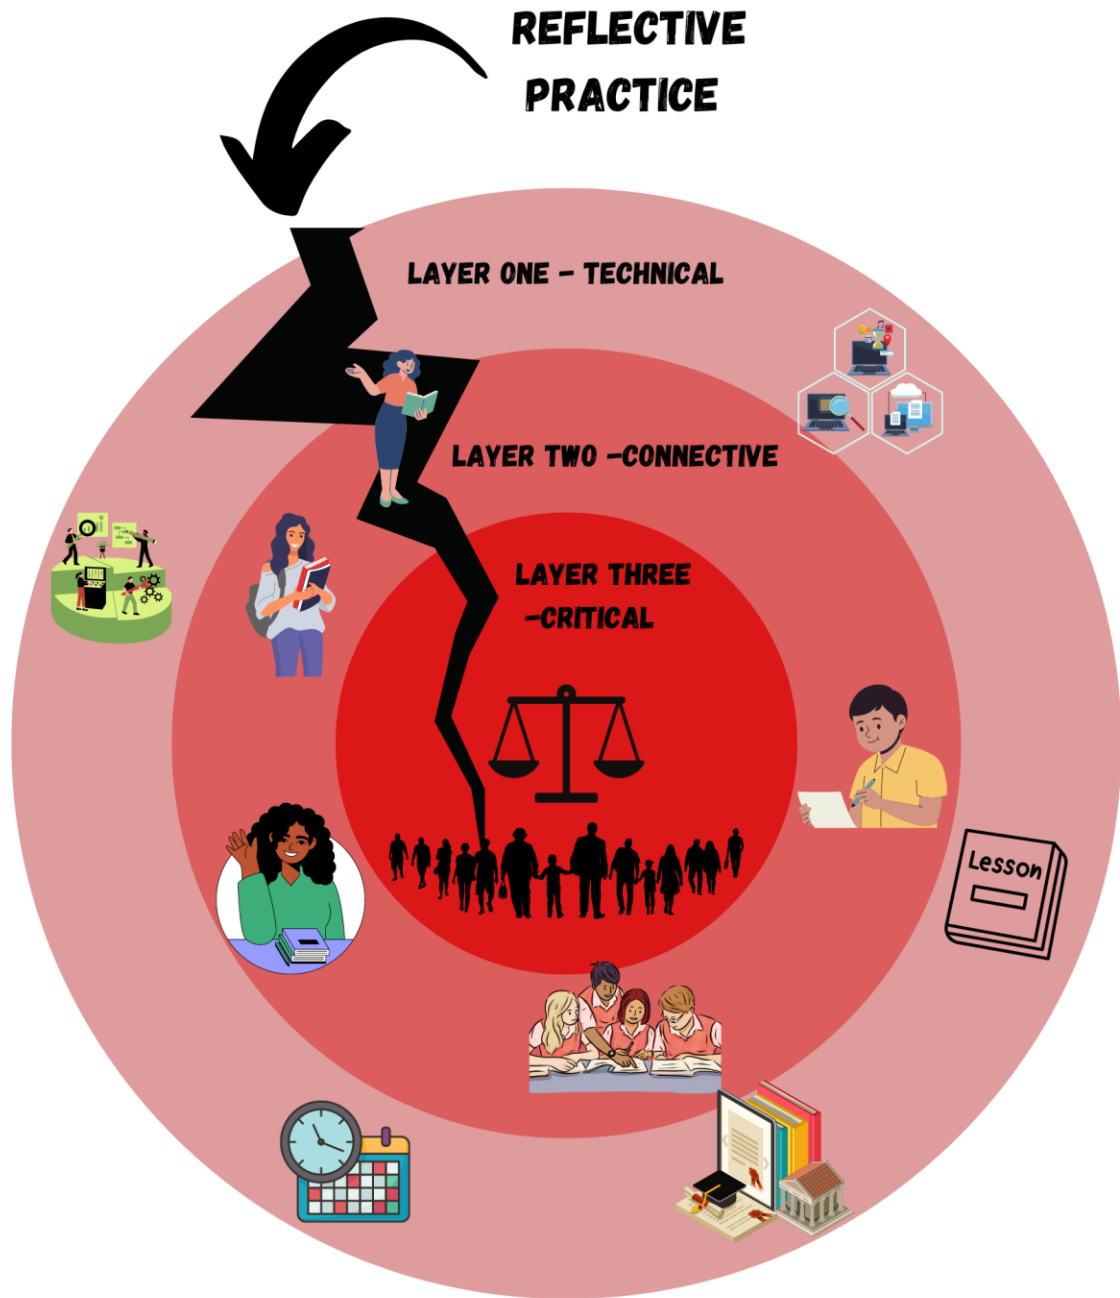 REFLECTIVE
PRACTICE
LAYER ONE - TECHNICAL
LAYER TWO -CONNECTIVE
LAYER THREE
-CRITICAL
Lesson